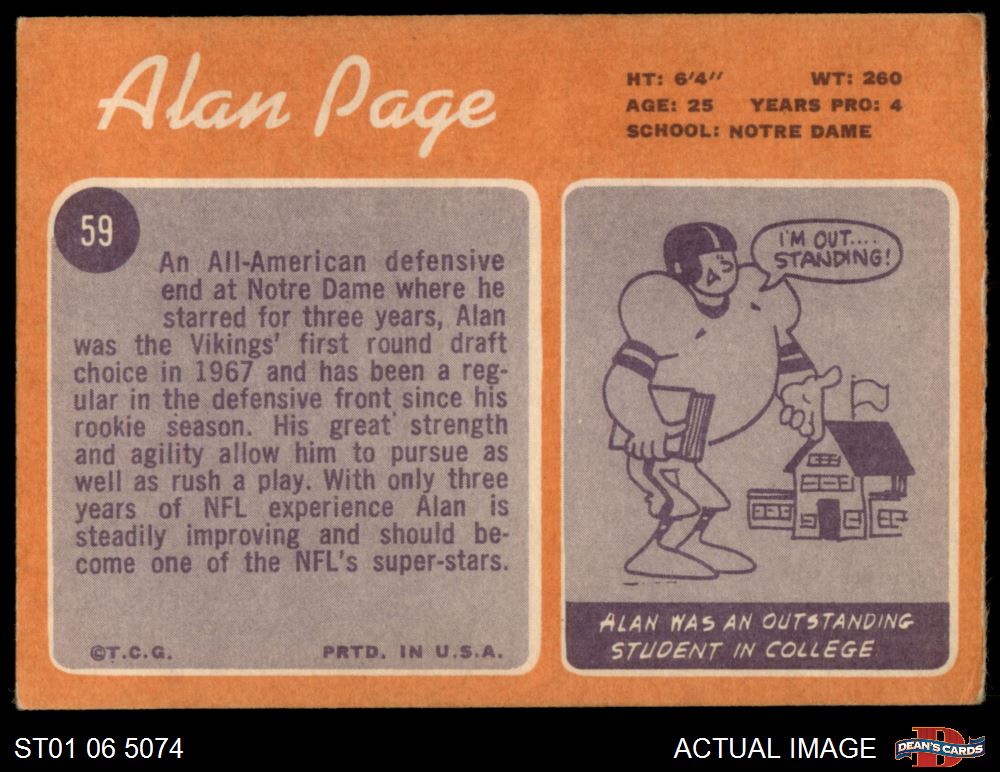 Alan Page
HT: 6'4" WT: 260
AGE: 25 YEARS PRO: 4
SCHOOL: NOTRE DAME
59
An All-American defensive
end at Notre Dame where he
starred for three years, Alan
was the Vikings' first round draft
choice in 1967 and has been a reg-
ular in the defensive front since his
rookie season. His great strength
and agility allow him to pursue as
well as rush a play. With only three
years of NFL experience Alan is
steadily improving and should be-
come one of the NFL's super-stars.
©T.C.G. PRTD. IN U.S.A.
I'M OUT....
STANDING!
ALAN WAS AN OUTSTANDING
STUDENT IN COLLEGE
ST01 06 5074
ACTUAL IMAGE
D
DEAN'S CARDS